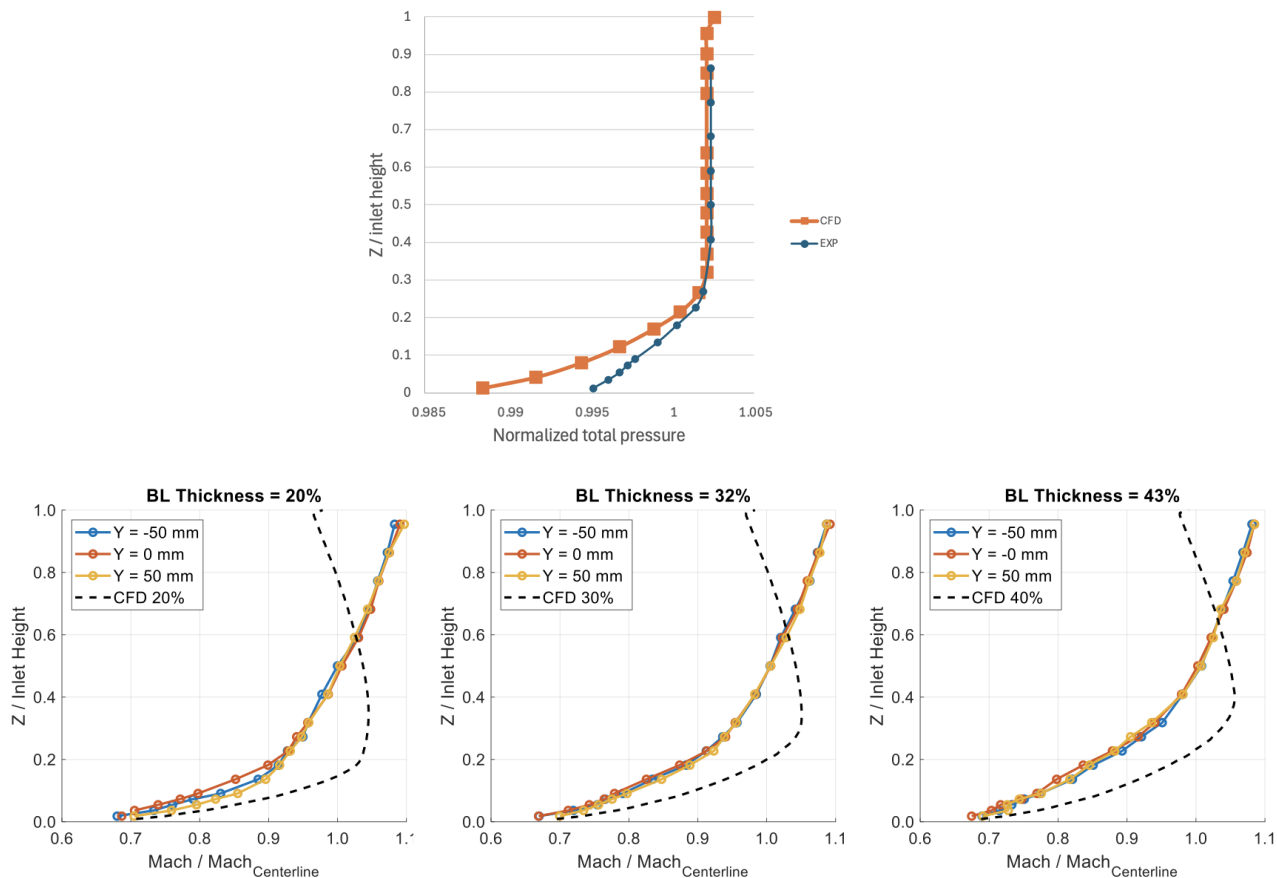 1
0.9
0.8
0.7
0.6
0.5
0.4
0.3
0.2
0.1
0
Z / inlet height
0.985
0.99
0.995
1
1.005
Normalized total pressure
CFD
EXP
BL Thickness = 20%
1.0
0.8
0.6
0.4
0.2
0.0
Z / Inlet Height
Y = -50 mm
Y = 0 mm
Y = 50 mm
CFD 20%
0.6
0.7
0.8
0.9
1.0
1.
Mach / Mach Centerline
BL Thickness = 32%
1.0
0.8
0.6
0.4
0.2
0.0
Z / Inlet Height
Y = -50 mm
Y = 0 mm
Y = 50 mm
CFD 30%
0.6
0.7
0.8
0.9
1.0
1.1
Mach / Mach Centerline
BL Thickness = 43%
1.0
0.8
0.6
0.4
0.2
0.0
Z / Inlet Height
Y = -50 mm
Y = -0 mm
Y = 50 mm
CFD 40%
0.6
0.7
0.8
0.9
1.0
1.1
Mach / Mach Centerline